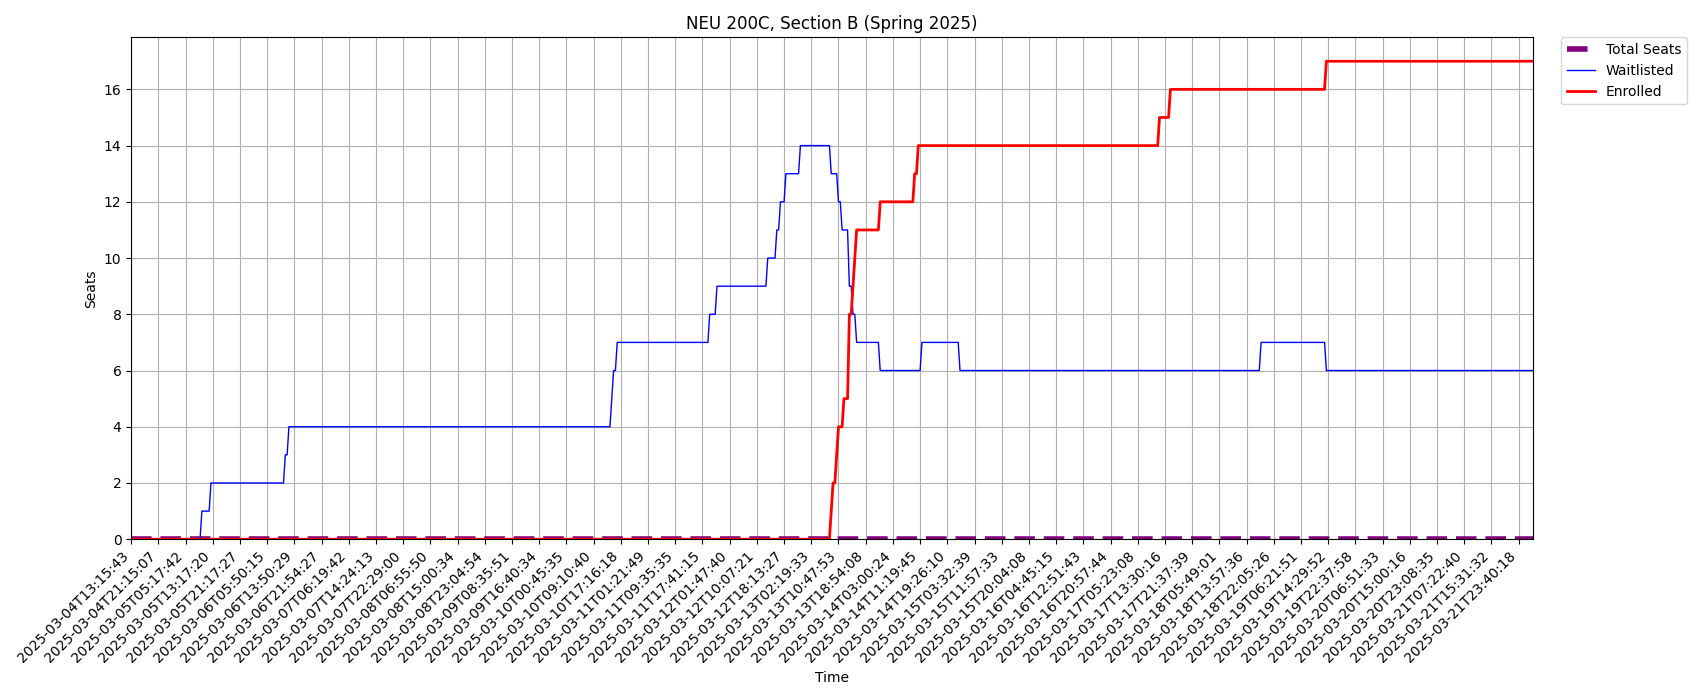 NEU 200C, Section B (Spring 2025)
Total Seats
Waitlisted
Enrolled
Seats
16
14
12
10
8
6
4
2
0
2025-03-04T13:15:43
2025-03-04T21:15:07
2025-03-05T05:17:42
2025-03-05T13:17:20
2025-03-05T21:17:27
2025-03-06T05:50:15
2025-03-06T13:50:29
2025-03-06T21:54:27
2025-03-07T06:19:42
2025-03-07T14:24:13
2025-03-07T22:29:00
2025-03-08T06:55:50
2025-03-08T15:00:34
2025-03-08T23:04:54
2025-03-09T08:35:51
2025-03-09T16:40:34
2025-03-10T00:45:35
2025-03-10T09:10:40
2025-03-10T17:16:18
2025-03-11T01:21:49
2025-03-11T09:35:35
2025-03-11T17:41:15
2025-03-12T01:47:40
2025-03-12T10:07:21
2025-03-12T18:13:27
2025-03-13T02:19:33
2025-03-13T10:47:53
2025-03-13T18:54:08
2025-03-14T03:00:24
2025-03-14T11:19:45
2025-03-14T19:26:10
2025-03-15T03:32:39
2025-03-15T11:57:33
2025-03-15T20:04:08
2025-03-16T04:45:15
2025-03-16T12:51:43
2025-03-16T20:57:44
2025-03-17T05:23:08
2025-03-17T13:30:16
2025-03-17T21:37:39
2025-03-18T05:49:01
2025-03-18T13:57:36
2025-03-18T22:05:26
2025-03-19T06:21:51
2025-03-19T14:29:52
2025-03-19T22:37:58
2025-03-20T06:51:33
2025-03-20T15:00:16
2025-03-20T23:08:35
2025-03-21T07:22:40
2025-03-21T15:31:32
2025-03-21T23:40:18
Time